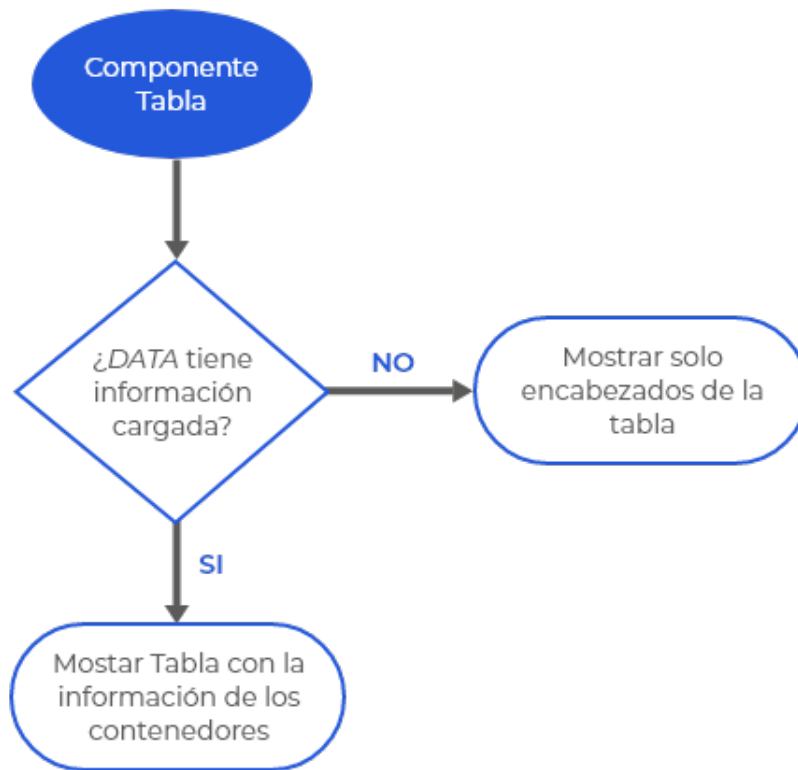 Componente
Tabla
¿DATA tiene
información
cargada?
NO
Mostrar solo
encabezados de la
tabla
SI
Mostar Tabla con la
información de los
contenedores